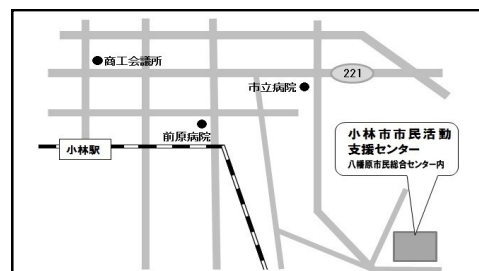 商工会議所
221
市立病院
前原病院
小林駅
小林市市民活動
支援センター
八幡原市民総合センター内